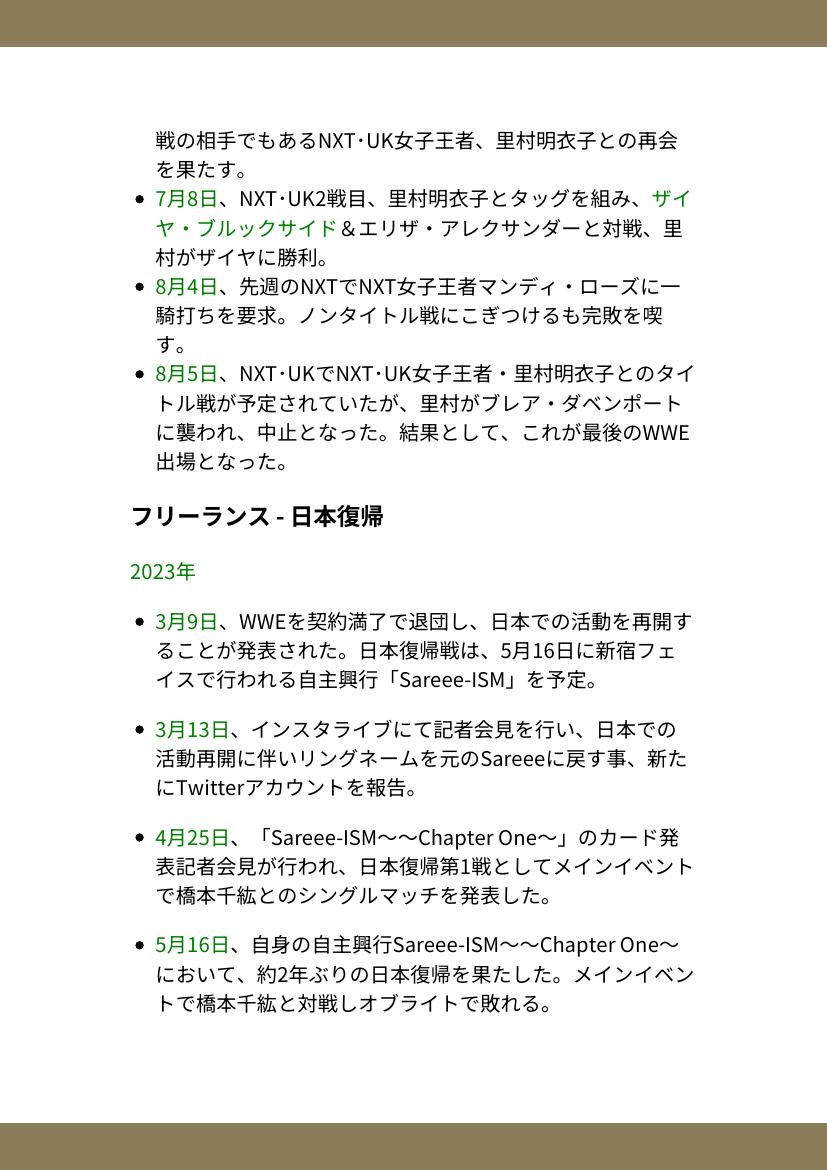 戦の相手でもあるNXT･UK女子王者、里村明衣子との再会
を果たす。
• 7月8日、NXT･UK2戦目、里村明衣子とタッグを組み、ザイ
ヤ・ブルックサイド＆エリザ・アレクサンダーと対戦、里
村がザイヤに勝利。
• 8月4日、先週のNXTでNXT女子王者マンディ・ローズに一
騎打ちを要求。ノンタイトル戦にこぎつけるも完敗を喫
す。
• 8月5日、NXT･UKでNXT･UK女子王者・里村明衣子とのタイ
トル戦が予定されていたが、里村がブレア・ダベンポート
に襲われ、中止となった。結果として、これが最後のWWE
出場となった。
フリーランス - 日本復帰
2023年
• 3月9日、WWEを契約満了で退団し、日本での活動を再開す
ることが発表された。日本復帰戦は、5月16日に新宿フェ
イスで行われる自主興行「Sareee-ISM」を予定。
• 3月13日、インスタライブにて記者会見を行い、日本での
活動再開に伴いリングネームを元のSareeeに戻す事、新た
にTwitterアカウントを報告。
• 4月25日、「Sareee-ISM〜〜Chapter One〜」のカード発
表記者会見が行われ、日本復帰第1戦としてメインイベント
で橋本千紘とのシングルマッチを発表した。
• 5月16日、自身の自主興行Sareee-ISM〜〜Chapter One〜
において、約2年ぶりの日本復帰を果たした。メインイベン
トで橋本千紘と対戦しオブライトで敗れる。